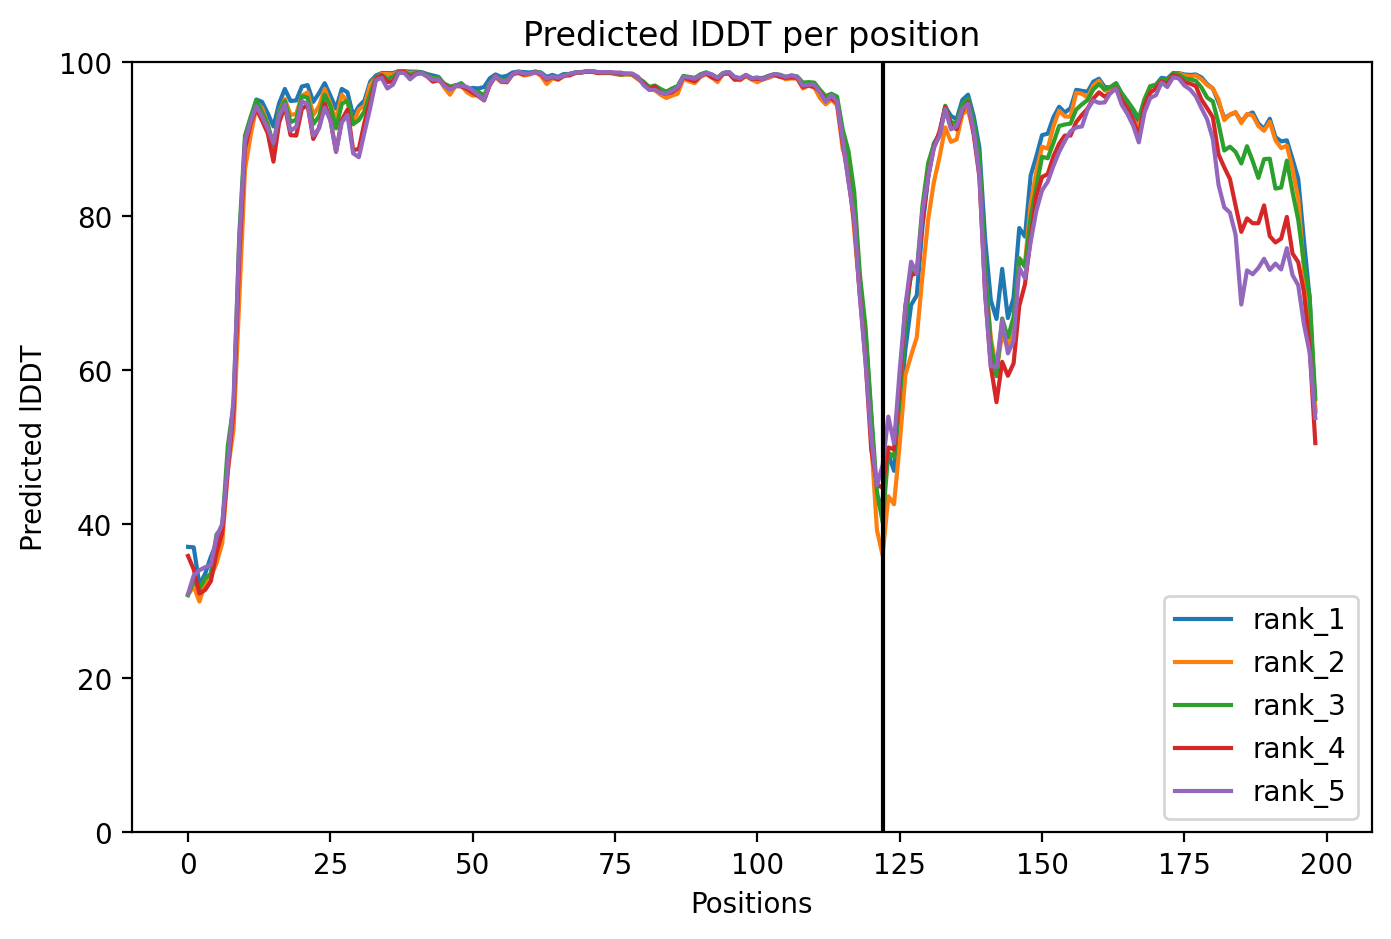 Predicted lDDT per position
100
80
60
40
20
0
Predicted lDDT
0 25 50 75 100 125 150 175 200
Positions
rank_1
rank_2
rank_3
rank_4
rank_5